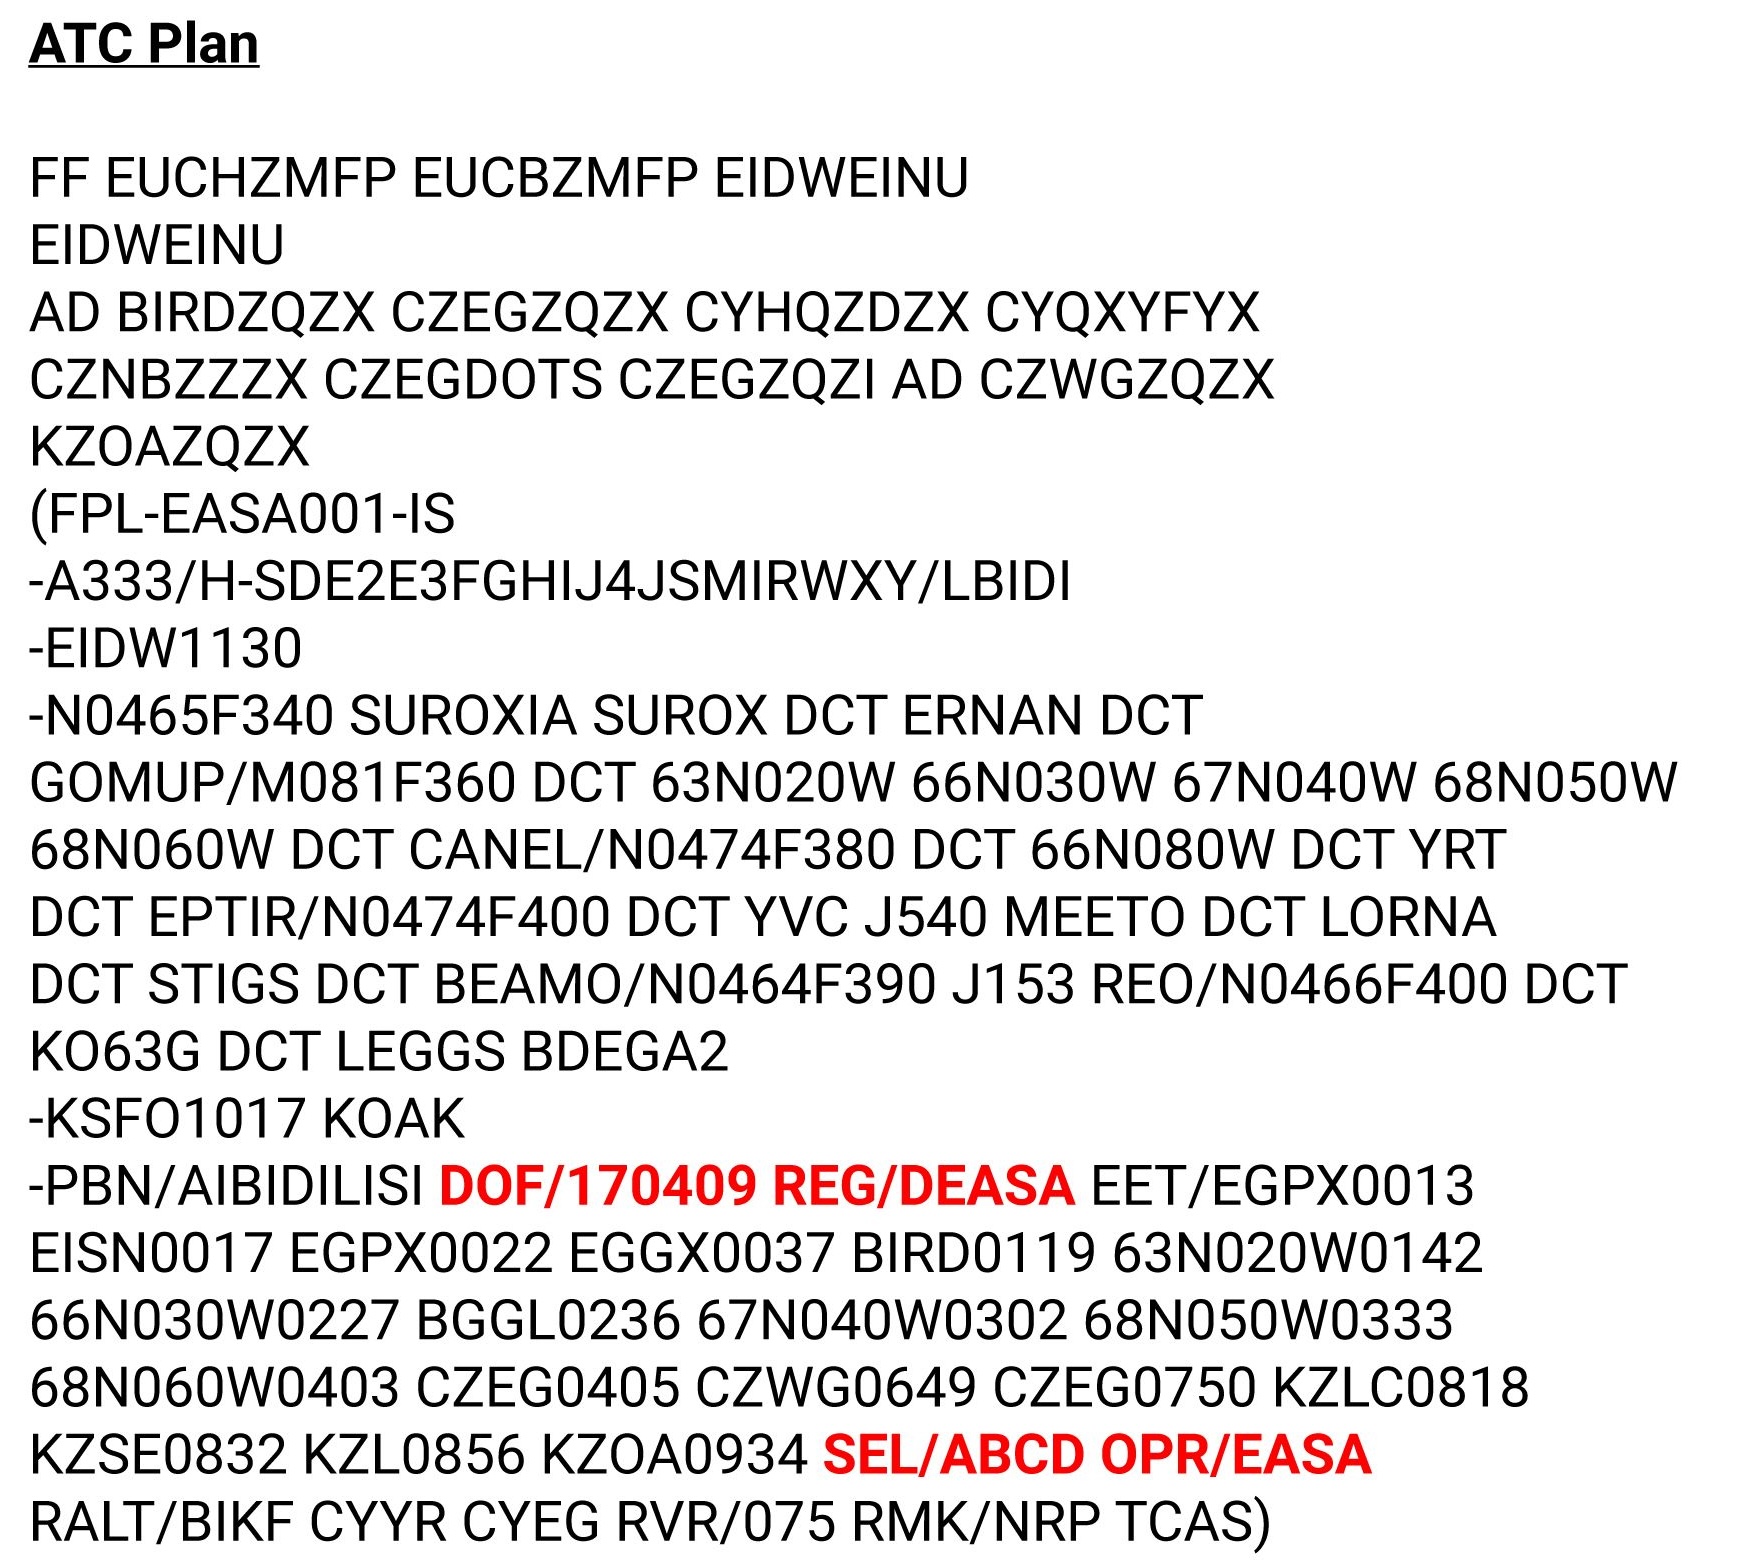 ATC Plan
FF EUCHZMFP EUCBZMFP EIDWEINU
EIDWEINU
AD BIRDZQZX CZEGZQZX CYHQZDZX CYQXYFYX
CZNBZZZX CZEGDOTS CZEGZQZI AD CZWGZQZX
KZOAZQZX
(FPL-EASA001-IS
-A333/H-SDE2E3FGHIJ4JSMIRWXY/LBIDI
-EIDW1130
-N0465F340 SUROXIA SUROX DCT ERNAN DCT
GOMUP/M081F360 DCT 63N020W 66N030W 67N040W 68N050W
68N060W DCT CANEL/N0474F380 DCT 66N080W DCT YRT
DCT EPTIR/N0474F400 DCT YVC J540 MEETO DCT LORNA
DCT STIGS DCT BEAMO/N0464F390 J153 REO/N0466F400 DCT
KO63G DCT LEGGS BDEGA2
-KSFO1017 KOAK
-PBN/AIBIDILISI DOF/170409 REG/DEASA EET/EGPX0013
EISN0017 EGPX0022 EGGX0037 BIRD0119 63N020W0142
66N030W0227 BGGL0236 67N040W0302 68N050W0333
68N060W0403 CZEG0405 CZWG0649 CZEG0750 KZLC0818
KZSE0832 KZL0856 KZOA0934 SEL/ABCD OPR/EASA
RALT/BIKF CYYR CYEG RVR/075 RMK/NRP TCAS)